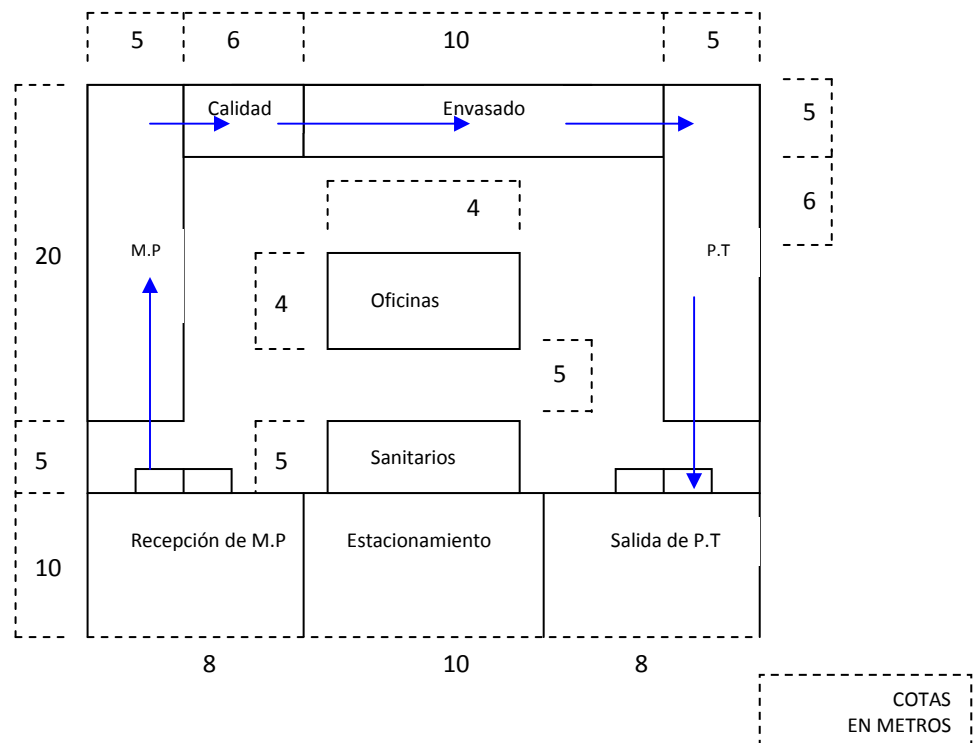 5 6 10 5
Calidad Envasado 5
4 6
20 M.P P.T
4 Oficinas
5
5 5 Sanitarios
10 Recepción de M.P Estacionamiento Salida de P.T
8 10 8
COTAS
EN METROS